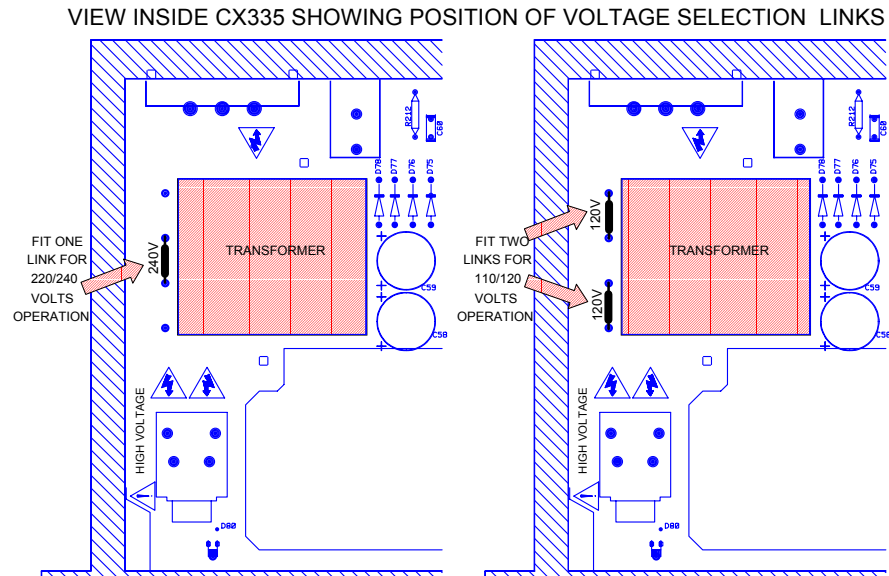 VIEW INSIDE CX335 SHOWING POSITION OF VOLTAGE SELECTION LINKS
R212
C60
D78
D77
D76
D75
FIT ONE
LINK FOR
220/240
VOLTS
OPERATION
240V
TRANSFORMER
C59
C58
HIGH VOLTAGE
D80
R212
C60
D78
D77
D76
D75
FIT TWO
LINKS FOR
110/120
VOLTS
OPERATION
120V
120V
TRANSFORMER
C59
C58
HIGH VOLTAGE
D80